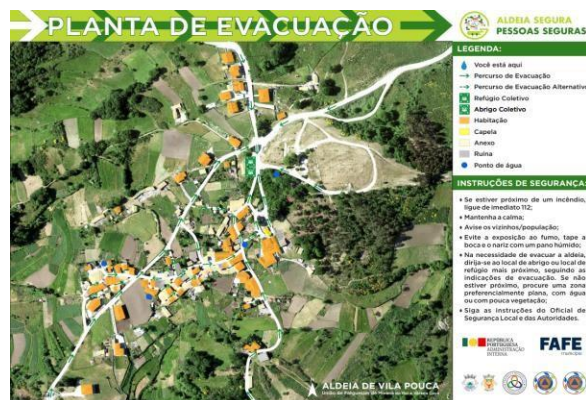 PLANTA DE EVACUAÇÃO
ALDEIA SEGURA
PESSOAS SEGURAS
LEGENDA:
Você está aqui
Percurso de Evacuação
Percurso de Evacuação Alternativo
Refúgio Coletivo
Abrigo Coletivo
Habitação
Capela
Anexo
Ruína
Ponto de água
INSTRUÇÕES DE SEGURANÇA:
• Se estiver próximo de um incêndio,
ligue de imediato 112;
• Mantenha a calma;
• Avise os vizinhos/população;
• Evite a exposição ao fumo, tape a
boca e o nariz com um pano húmido;
• Na necessidade de evacuar a aldeia,
dirija-se ao local de abrigo ou local de
refúgio mais próximo, seguindo as
indicações de evacuação. Se não
estiver próximo, procure uma zona
preferencialmente plana, com água
ou com pouca vegetação;
• Siga as instruções do Oficial de
Segurança Local e das Autoridades.
REPÚBLICA
PORTUGUESA
ADMINISTRAÇÃO
INTERNA
FAFE
município
ALDEIA DE VILA POUCA